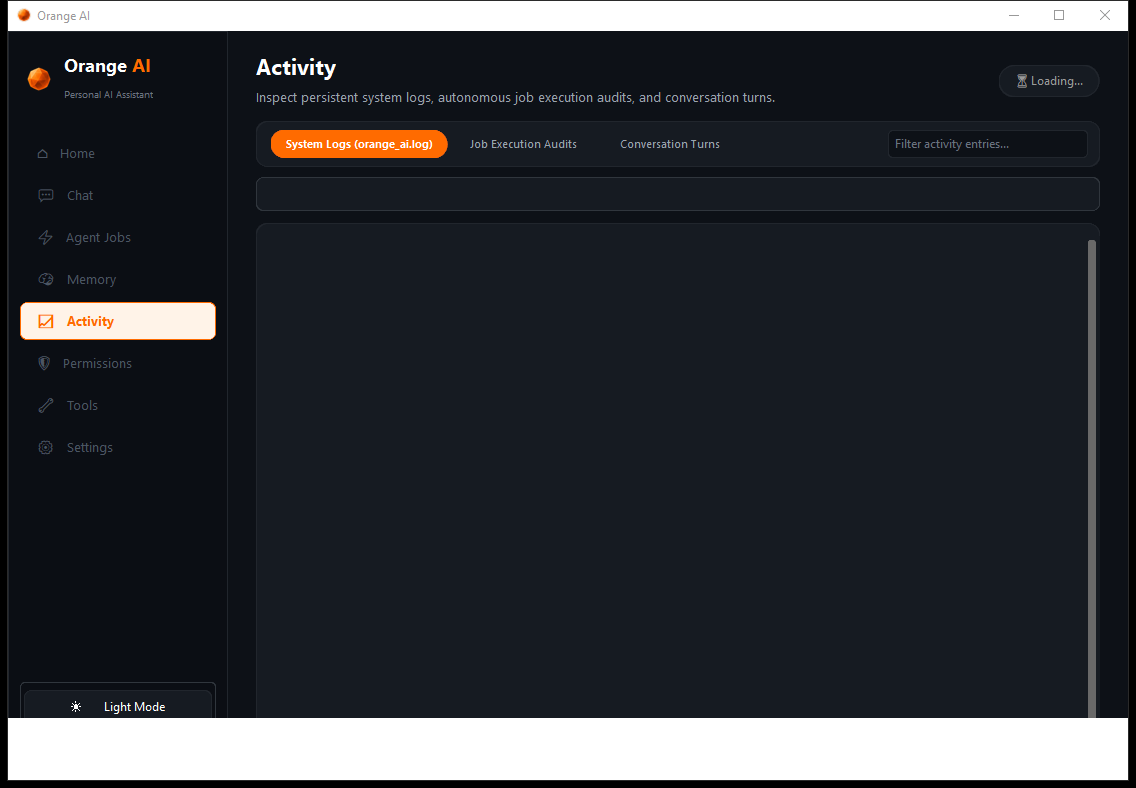 Orange AI
Orange AI
Personal AI Assistant
Home
Chat
Agent Jobs
Memory
Activity
Permissions
Tools
Settings
Light Mode
Activity
Inspect persistent system logs, autonomous job execution audits, and conversation turns.
Loading...
System Logs (orange_ai.log)
Job Execution Audits
Conversation Turns
Filter activity entries...